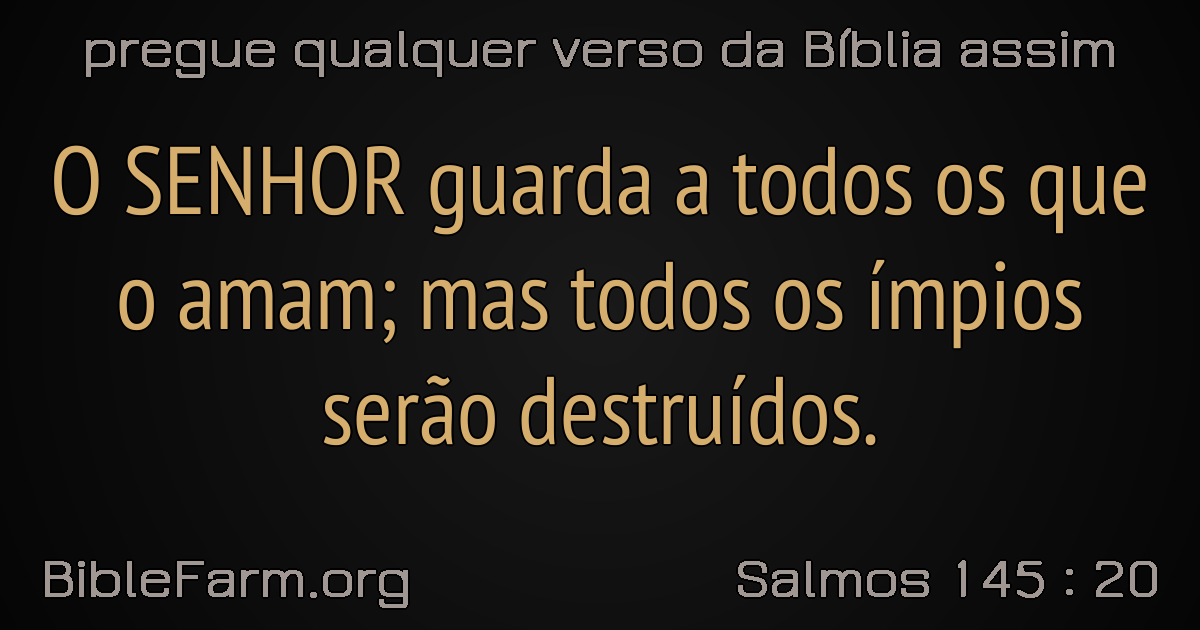 pregue qualquer verso da Bíblia assim
O SENHOR guarda a todos os que
o amam; mas todos os ímpios
serão destruídos.
BibleFarm.org
Salmos 145 : 20